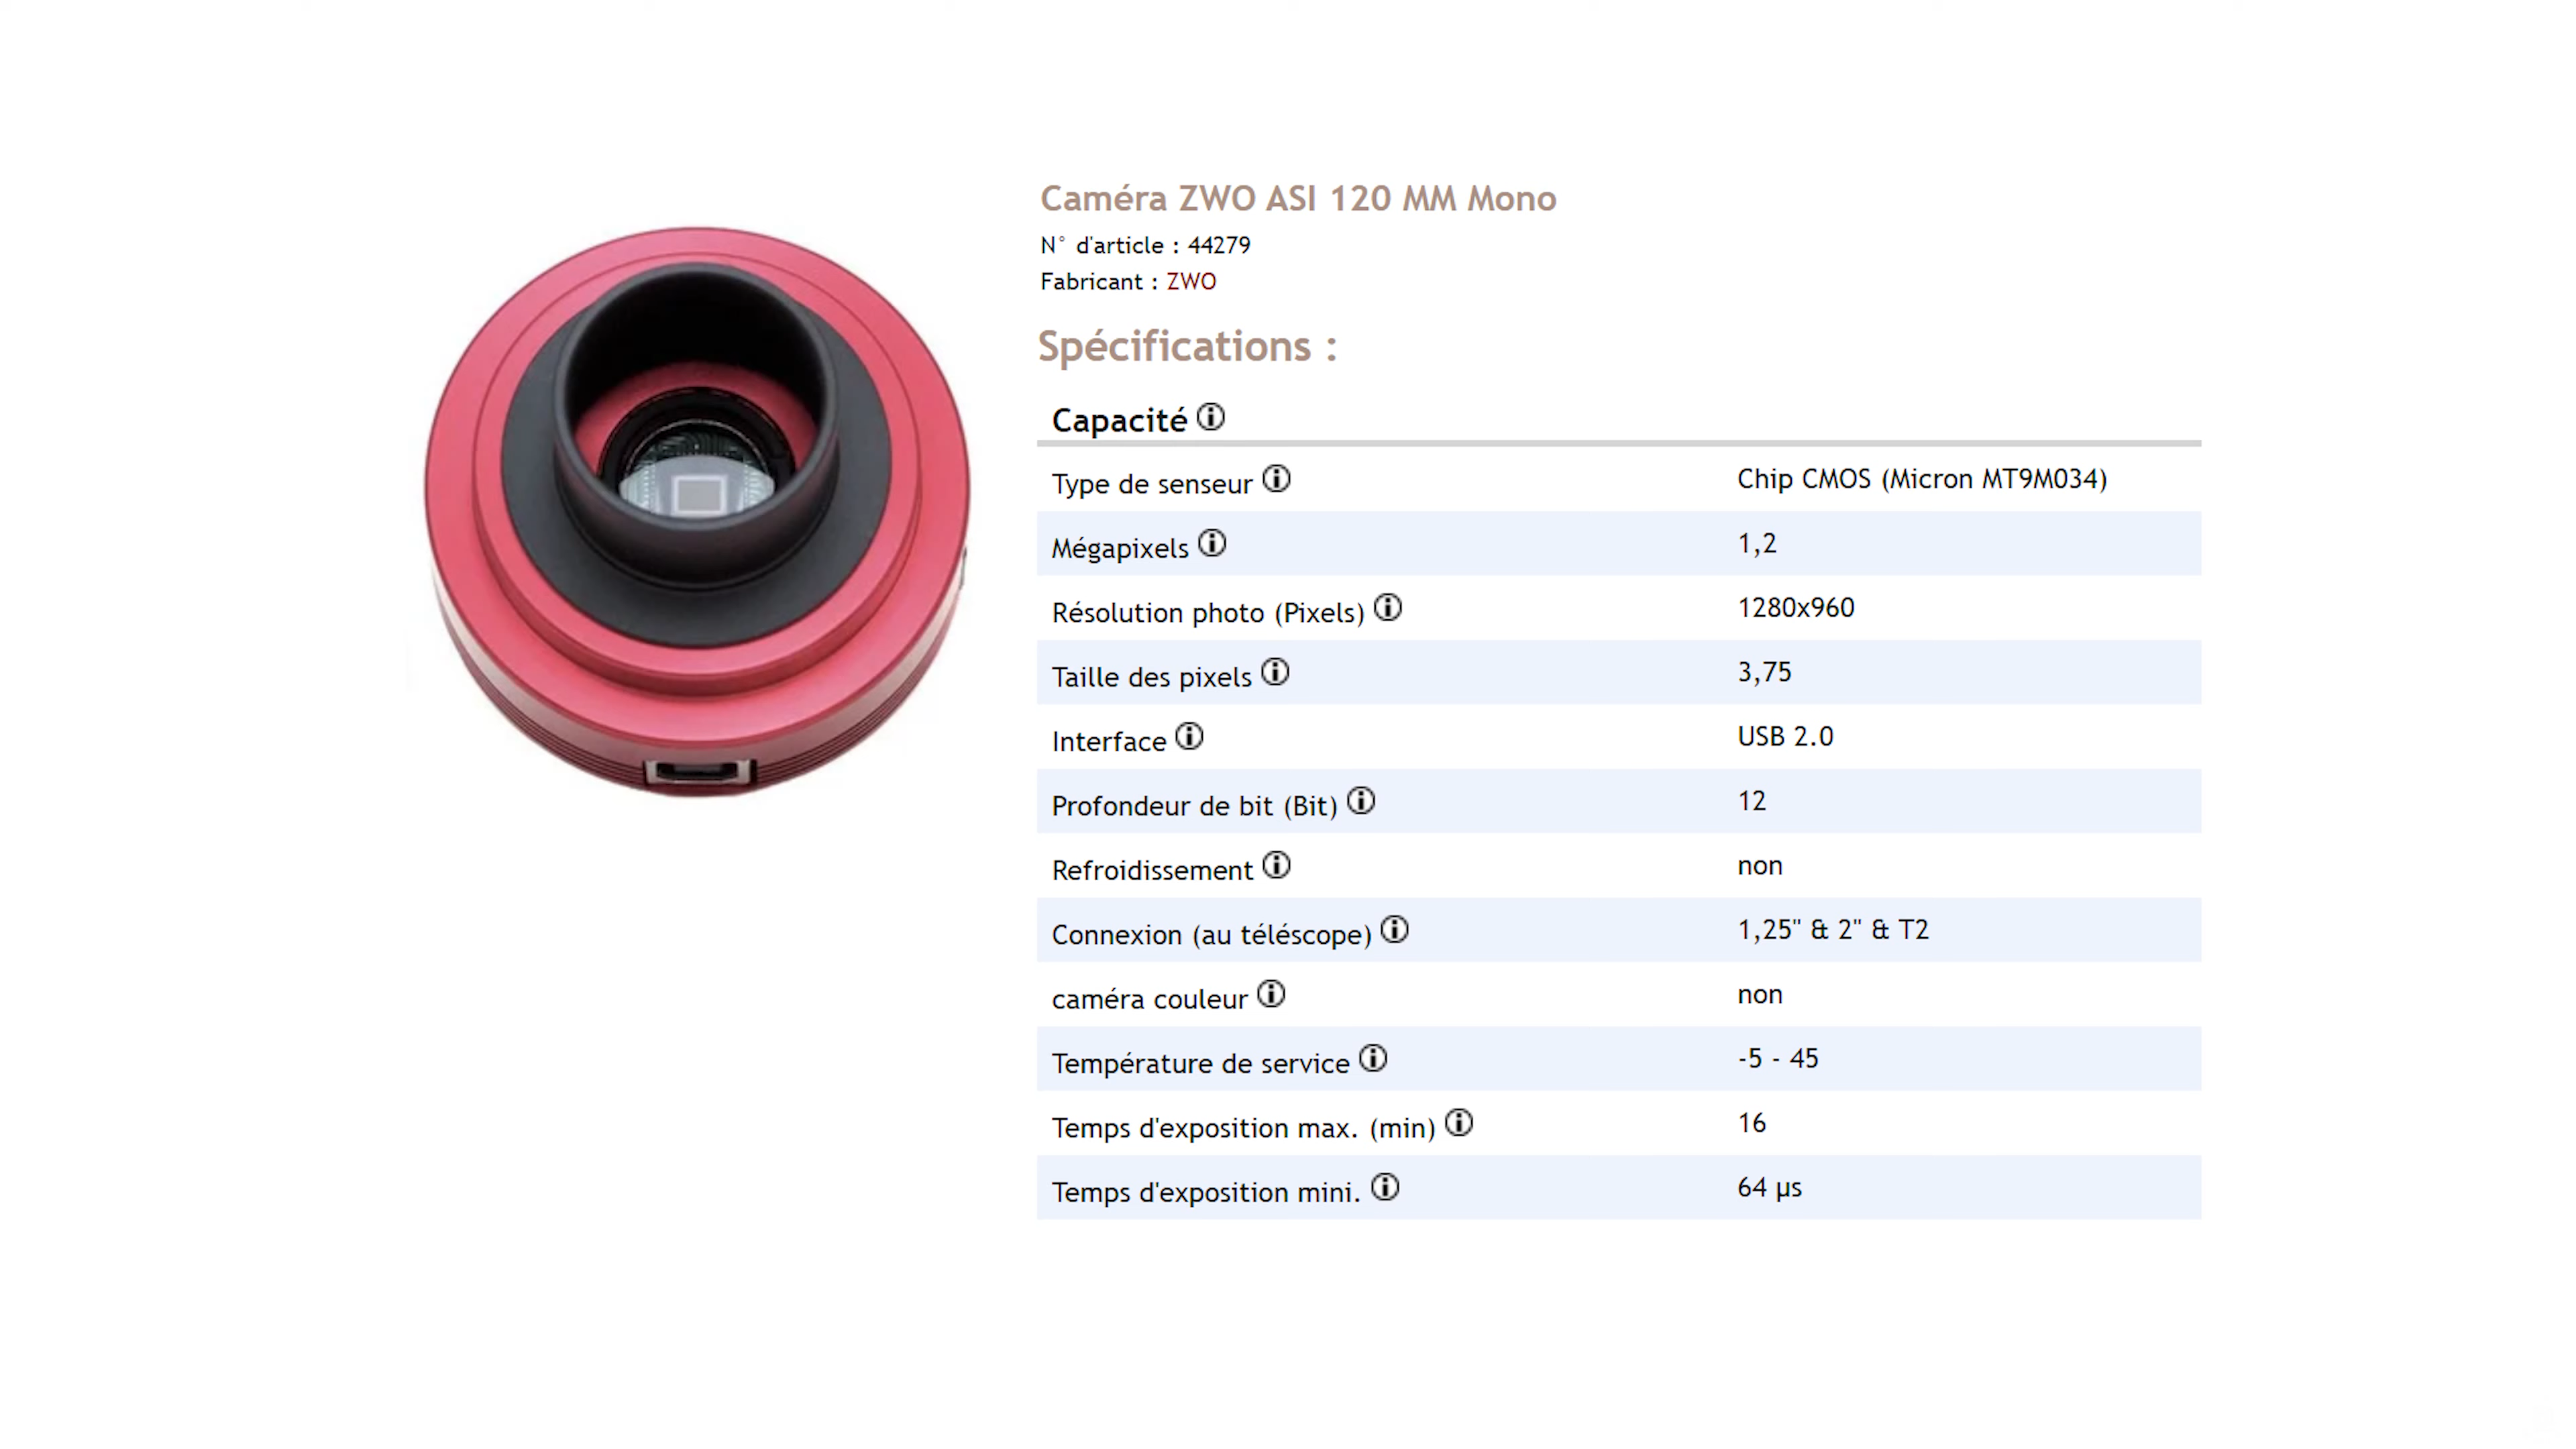 Caméra ZWO ASI 120 MM Mono
N° d'article : 44279
Fabricant : ZWO
Spécifications :
Capacité
Type de senseur Chip CMOS (Micron MT9M034)
Mégapixels 1,2
Résolution photo (Pixels) 1280x960
Taille des pixels 3,75
Interface USB 2.0
Profondeur de bit (Bit) 12
Refroidissement non
Connexion (au téléscope) 1,25" & 2" & T2
caméra couleur non
Température de service -5 - 45
Temps d'exposition max. (min) 16
Temps d'exposition mini. 64 µs